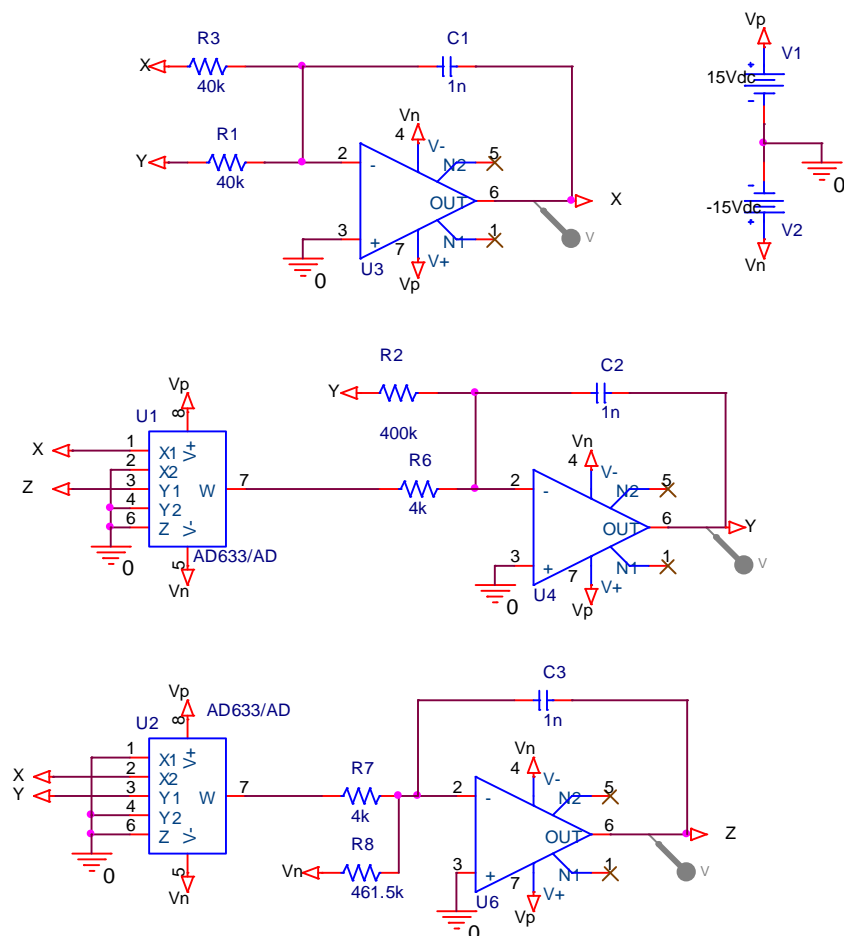 R3
C1
X
40k
1n
R1
Y
40k
Vn
4
V-
2
-
N2
5
OUT
6
X
V
3
+
7
N1
1
U3
V+
Vp
0
Vp
V1
+
15Vdc
-
0
-
-15Vdc
+
V2
Vn
R2
C2
Y
400k
1n
Vp
U1
8
X
1
X1
V+
2
X2
Z
3
Y1
W
7
4
Y2
6
Z
V-
AD633/AD
0
5
Vn
R6
4k
Vn
4
V-
2
-
N2
5
OUT
6
Y
V
3
+
7
N1
1
0
U4
V+
Vp
C3
1n
Vp
AD633/AD
U2
8
1
X1
V+
X
2
X2
Y
3
Y1
W
7
4
Y2
6
Z
V-
0
5
Vn
R7
4k
R8
Vn
461.5k
Vn
4
V-
2
-
N2
5
OUT
6
Z
V
3
+
7
N1
1
U6
V+
Vp
0